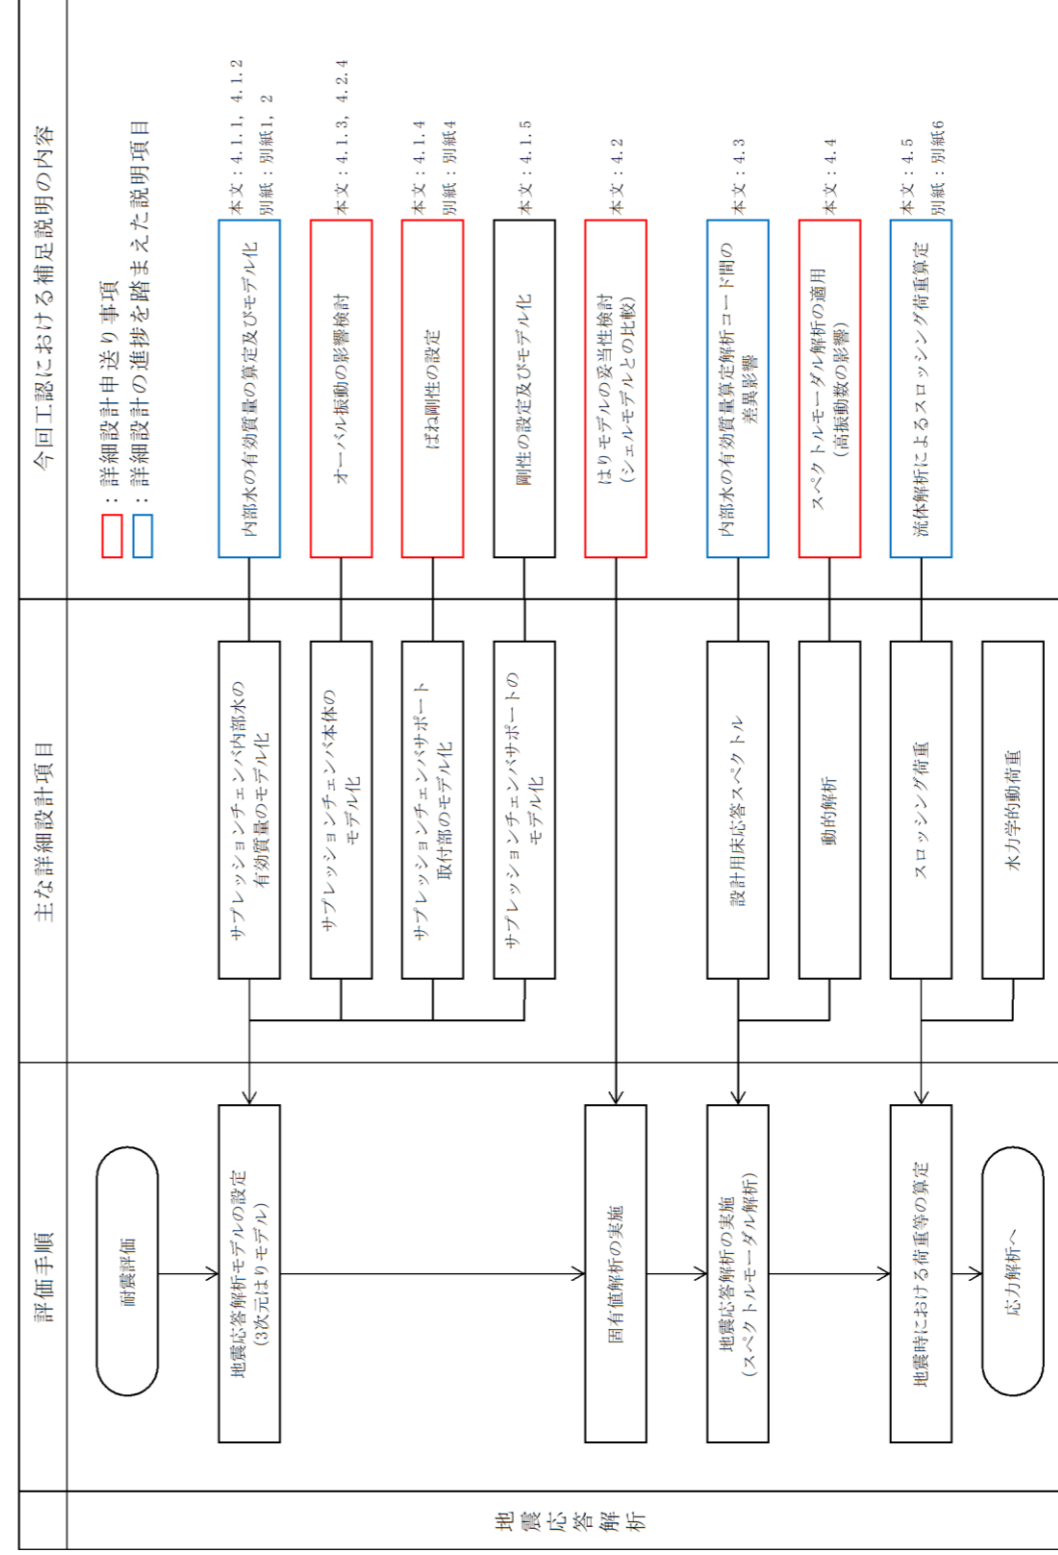 評価手順
主な詳細設計項目
今回工認における補足説明の内容
地震応答解析
：詳細設計申送り事項
：詳細設計の進捗を踏まえた説明項目
耐震評価
地震応答解析モデルの設定
(3次元はりモデル)
サプレッションチェンバ内部水の
有効質量のモデル化
内部水の有効質量の算定及びモデル化
本文：4.1.1, 4.1.2
別紙：別紙1, 2
サプレッションチェンバ本体の
モデル化
オーバル振動の影響検討
本文：4.1.3, 4.2.4
サプレッションチェンバサポート
取付部のモデル化
ばね剛性の設定
本文：4.1.4
別紙：別紙4
サプレッションチェンバサポートの
モデル化
剛性の設定及びモデル化
本文：4.1.5
固有値解析の実施
はりモデルの妥当性検討
(シェルモデルとの比較)
本文：4.2
地震応答解析の実施
(スペクトルモーダル解析)
設計用床応答スペクトル
内部水の有効質量算定解析コード間の
差異影響
本文：4.3
動的解析
スペクトルモーダル解析の適用
(高振動数の影響)
本文：4.4
地震時における荷重等の算定
スロッシング荷重
流体解析によるスロッシング荷重算定
本文：4.5
別紙：別紙6
応力解析へ
水力学的動荷重